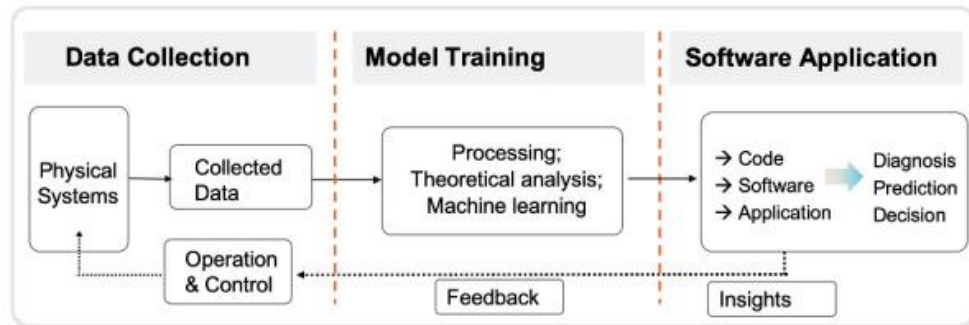 Data Collection
Model Training
Software Application
Physical
Systems
Collected
Data
Processing;
Theoretical analysis;
Machine learning
→ Code
→ Software
→ Application
Diagnosis
Prediction
Decision
Operation
& Control
Feedback
Insights